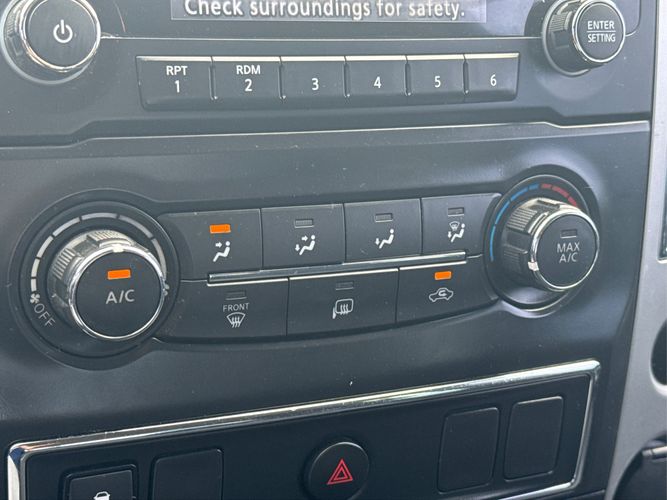 Check surroundings for safety.
ENTER
SETTING
RPT
1
RDM
2
3
4
5
6
A/C
OFF
MAX
A/C
FRONT